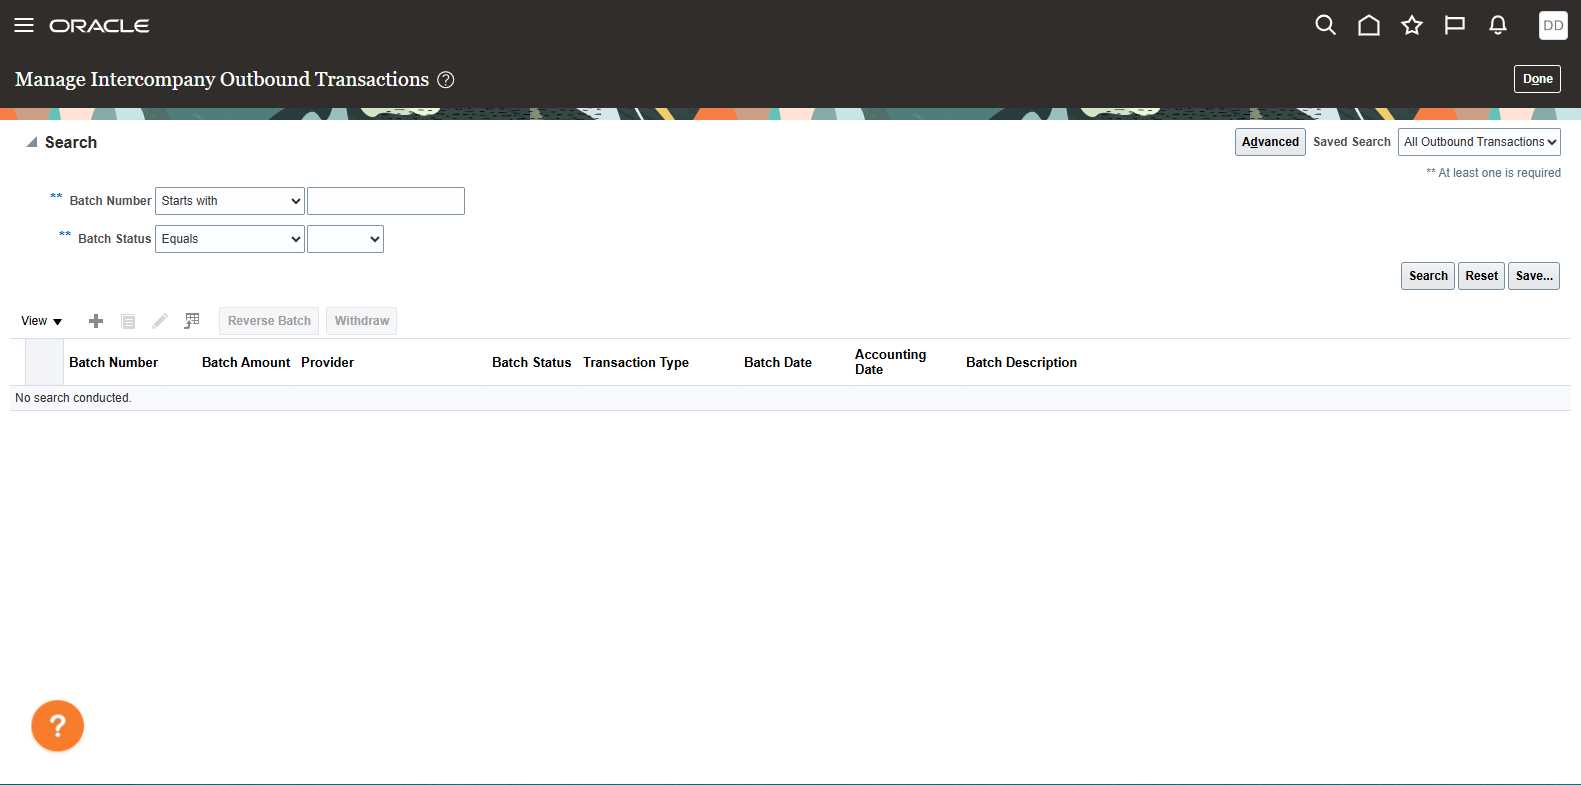 ORACLE
DD
Manage Intercompany Outbound Transactions ?
Done
Search
Advanced Saved Search All Outbound Transactions
** At least one is required
** Batch Number Starts with
** Batch Status Equals
Search Reset Save...
View Reverse Batch Withdraw
Batch Number Batch Amount Provider Batch Status Transaction Type Batch Date Accounting Date Batch Description
No search conducted.
?